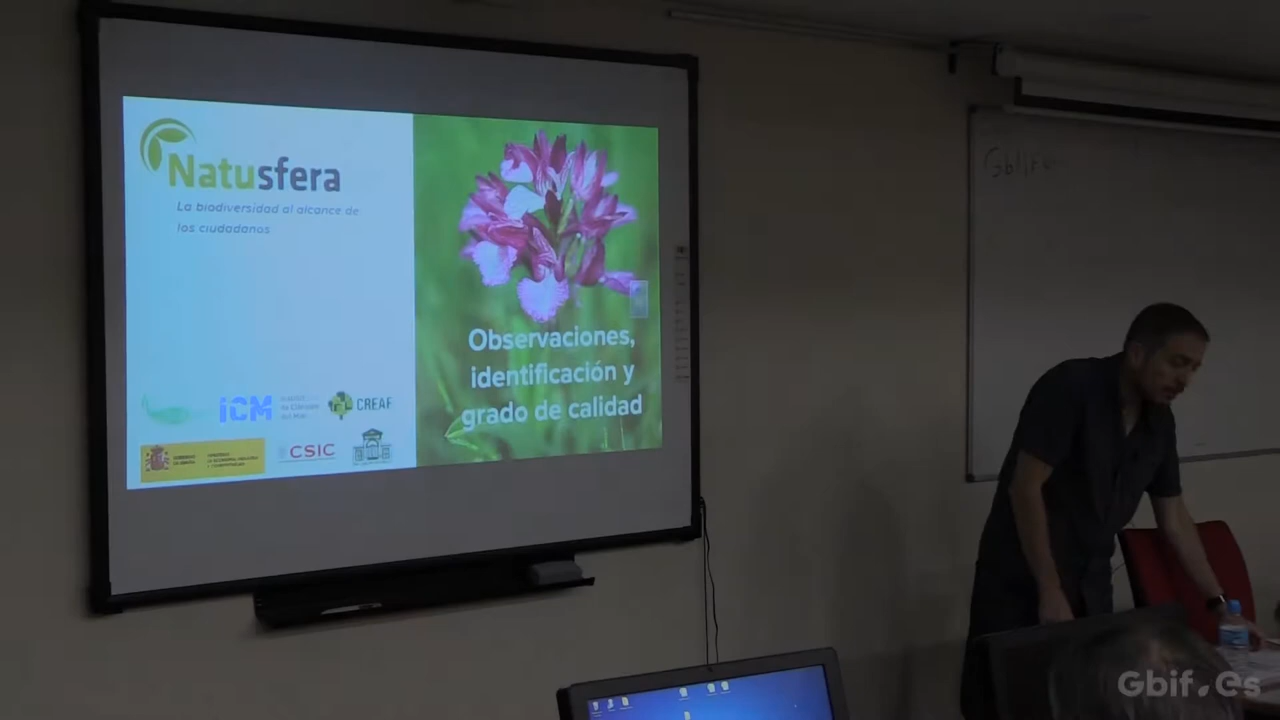 Natusfera
La biodiversidad al alcance de
los ciudadanos
Observaciones,
identificación y
grado de calidad
ICM
CREAF
CSIC
Gbif.es